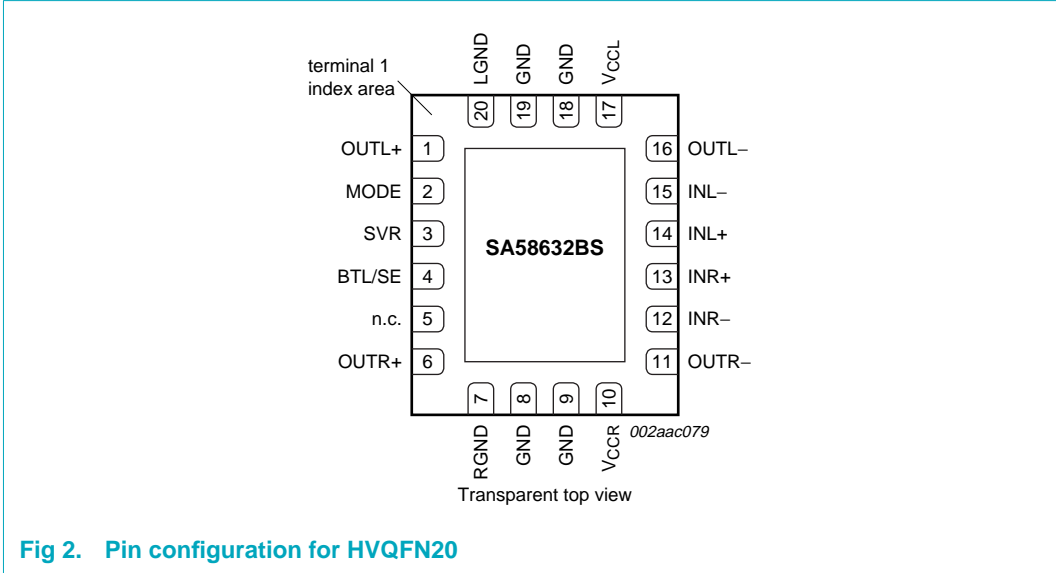 terminal 1
index area
LGND
GND
GND
VCCL
20
19
18
17
OUTL+ 1
MODE 2
SVR 3
BTL/SE 4
n.c. 5
OUTR+ 6
SA58632BS
16 OUTL−
15 INL−
14 INL+
13 INR+
12 INR−
11 OUTR−
7
8
9
10
RGND
GND
GND
VCCR
002aac079
Transparent top view
Fig 2. Pin configuration for HVQFN20